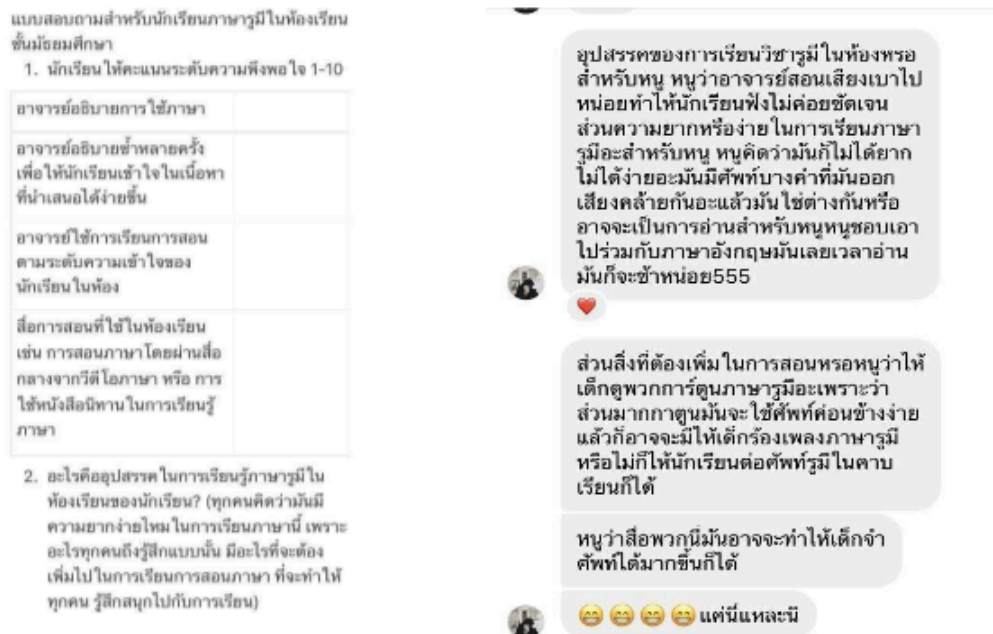 แบบสอบถามสำหรับนักเรียนภาษารูมีในห้องเรียน
ชั้นมัธยมศึกษา
1. นักเรียนให้คะแนนระดับความพึงพอใจ 1-10
อาจารย์อธิบายการใช้ภาษา
อาจารย์อธิบายซ้ำหลายครั้ง
เพื่อให้นักเรียนเข้าใจในเนื้อหา
ที่นำเสนอได้ง่ายขึ้น
อาจารย์ใช้การเรียนการสอน
ตามระดับความเข้าใจของ
นักเรียนในห้อง
สื่อการสอนที่ใช้ในห้องเรียน
เช่น การสอนภาษาโดยผ่านสื่อ
กลางจากวีดีโอภาษา หรือ การ
ใช้หนังสือนิทานในการเรียนรู้
ภาษา
2. อะไรคืออุปสรรคในการเรียนรู้ภาษารูมีใน
ห้องเรียนของนักเรียน? (ทุกคนคิดว่ามันมี
ความยากง่ายไหมในการเรียนภาษานี้ เพราะ
อะไรทุกคนถึงรู้สึกแบบนั้น มีอะไรที่จะต้อง
เพิ่มไปในการเรียนการสอนภาษา ที่จะทำให้
ทุกคน รู้สึกสนุกไปกับการเรียน)
อุปสรรคของการเรียนวิชารูมีในห้องหรอ
สำหรับหนู หนูว่าอาจารย์สอนเสียงเบาไป
หน่อยทำให้นักเรียนฟังไม่ค่อยชัดเจน
ส่วนความยากหรือง่ายในการเรียนภาษา
รูมีอะสำหรับหนู หนูคิดว่ามันก้ไม่ได้ยาก
ไม่ได้ง่ายอะมันมีศัพท์บางคำที่มันออก
เสียงคล้ายกันอะแล้วมันใช่ต่างกันหรือ
อาจจะเป็นการอ่านสำหรับหนูหนูชอบเอา
ไปร่วมกับภาษาอังกฤษมันเลยเวลาอ่าน
มันก็จะช้าหน่อย555
ส่วนสิ่งที่ต้องเพิ่มในการสอนหรอหนูว่าให้
เด็กดูพวกการ์ตูนภาษารูมีอะเพราะว่า
ส่วนมากกาตูนมันจะใช้ศัพท์ค่อนข้างง่าย
แล้วก็อาจจะมีให้เด็กร้องเพลงภาษารูมี
หรือไม่ก็ให้นักเรียนต่อศัพท์รูมีในคาบ
เรียนก็ได้
หนูว่าสื่อพวกนี้มันอาจจะทำให้เด็กจำ
ศัพท์ได้มากขึ้นก็ได้
😁😁😁😁แค่นี่แหละนิ